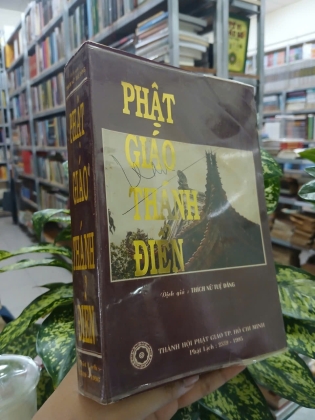 PHẬT
GIÁO
THÁNH
ĐIỂN
Dịch giả : THÍCH NỮ TUỆ ĐĂNG
THÀNH HỘI PHẬT GIÁO TP. HỒ CHÍ MINH
PHẬT
GIÁO
THÁNH
ĐIỂN